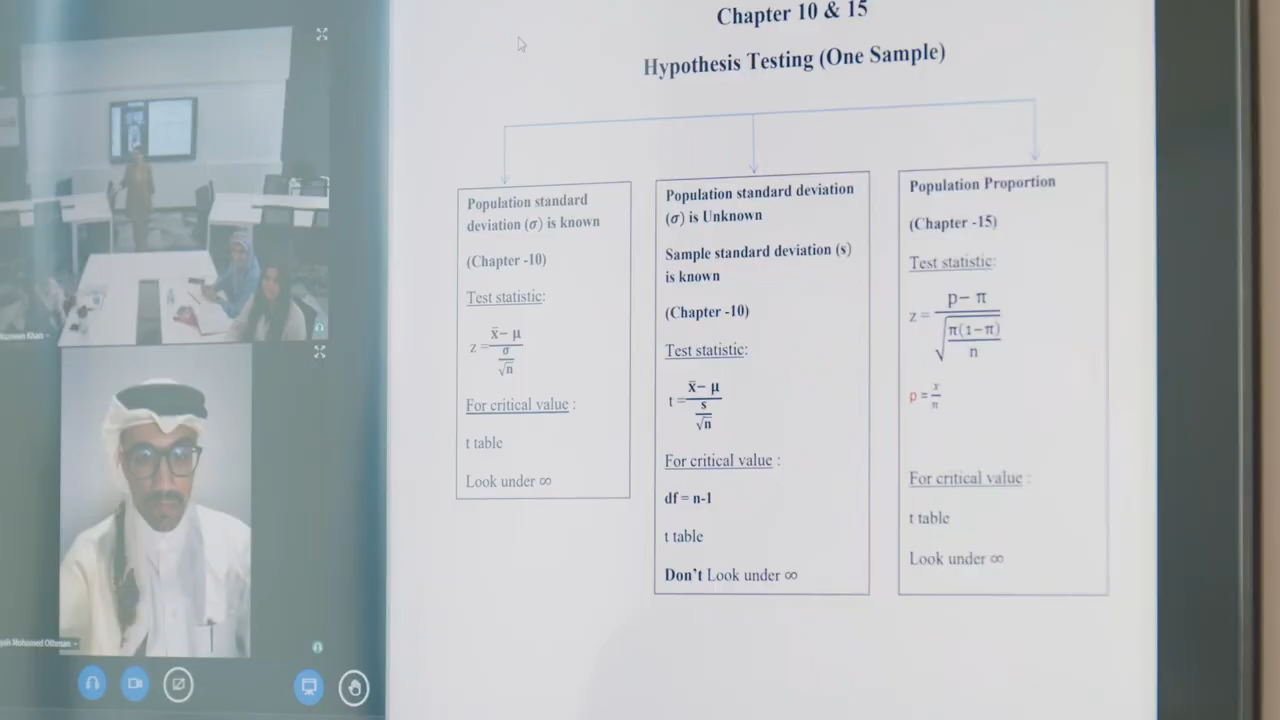 Chapter 10 & 15
Hypothesis Testing (One Sample)
Population standard
deviation (σ) is known
(Chapter -10)
Test statistic:
z = x̄− μ / σ/√n
For critical value :
t table
Look under ∞
Population standard deviation
(σ) is Unknown
Sample standard deviation (s)
is known
(Chapter -10)
Test statistic:
t = x̄− μ / s/√n
For critical value :
df = n-1
t table
Don't Look under ∞
Population Proportion
(Chapter -15)
Test statistic:
z = p− π / √π(1−π)/n
p = x/n
For critical value :
t table
Look under ∞
Khan
Mohamed Othman